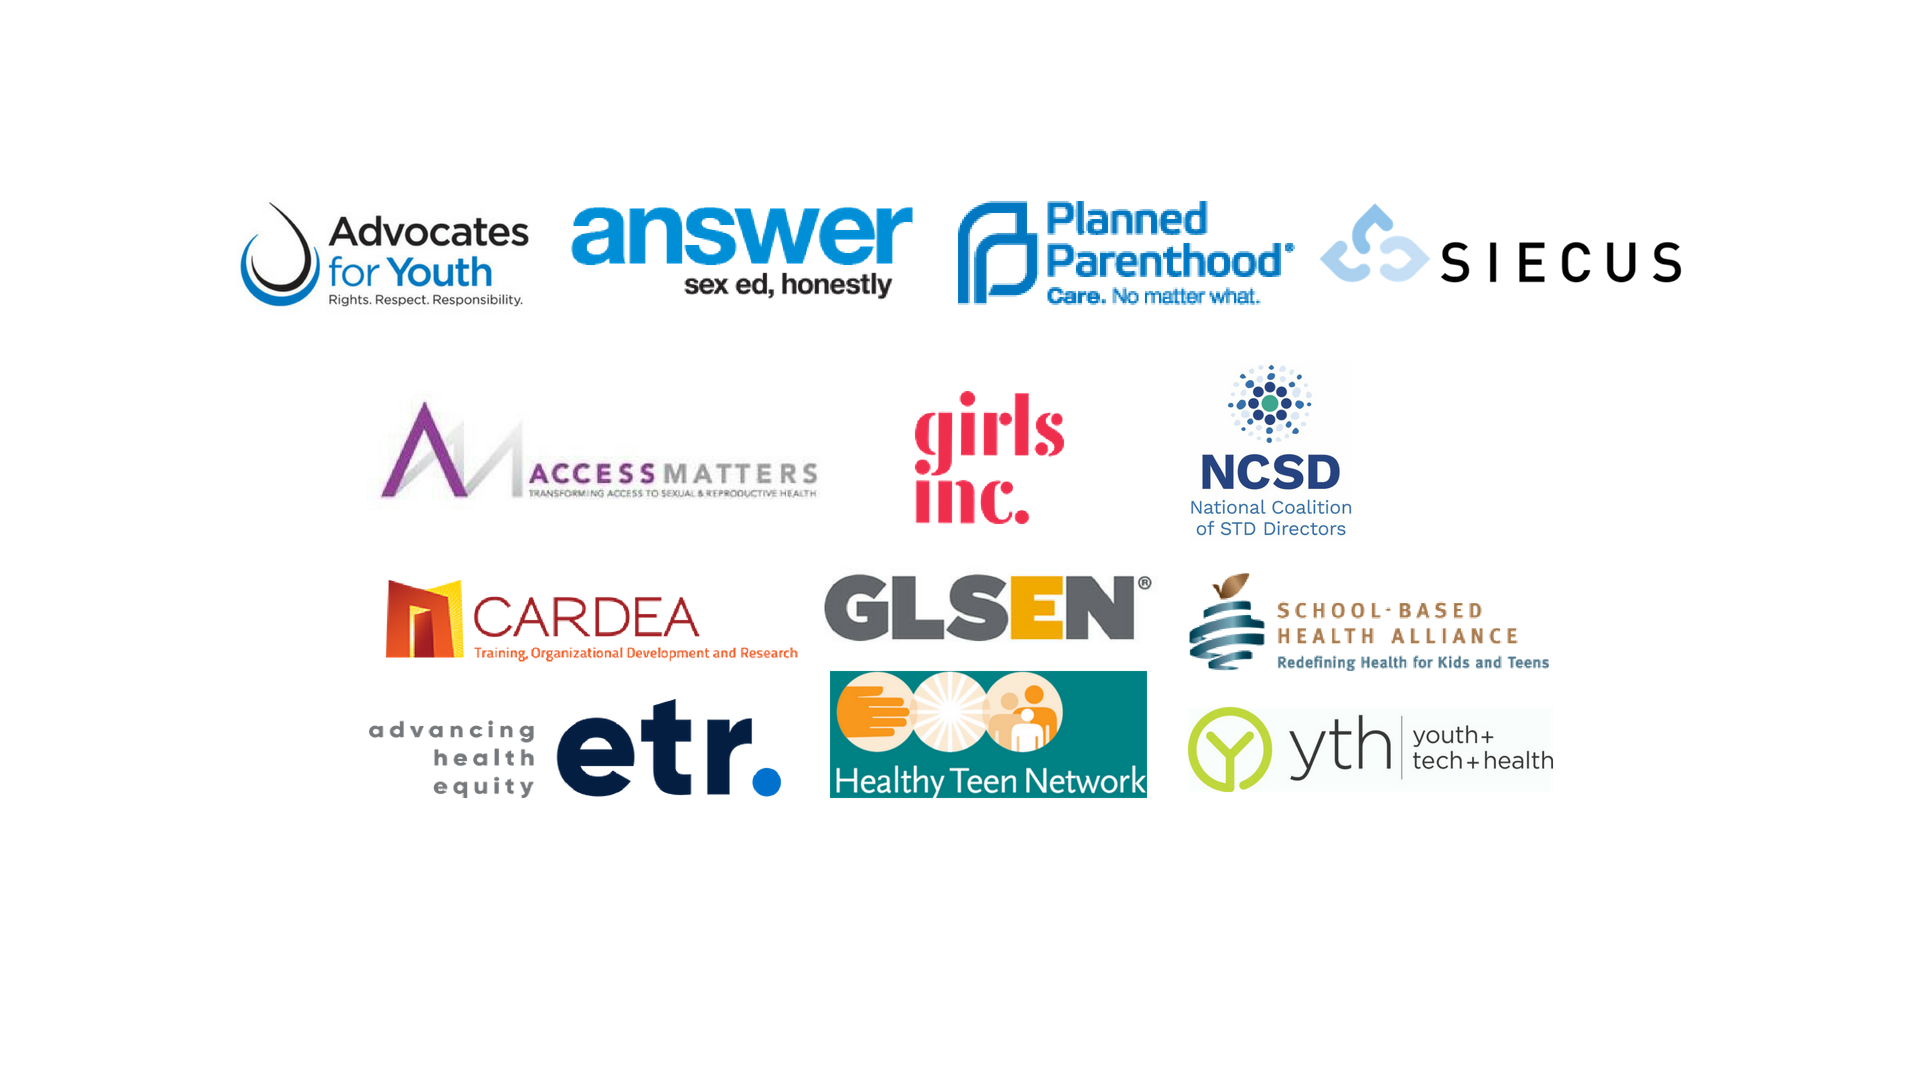 Advocates
for Youth
Rights. Respect. Responsibility.
answer
sex ed, honestly
Planned
Parenthood®
Care. No matter what.
SIECUS
ACCESSMATTERS
TRANSFORMING ACCESS TO SEXUAL & REPRODUCTIVE HEALTH
girls
inc.
NCSD
National Coalition
of STD Directors
CARDEA
Training, Organizational Development and Research
GLSEN®
SCHOOL-BASED
HEALTH ALLIANCE
Redefining Health for Kids and Teens
advancing
health
equity
etr.
Healthy Teen Network
yth
youth+
tech+health